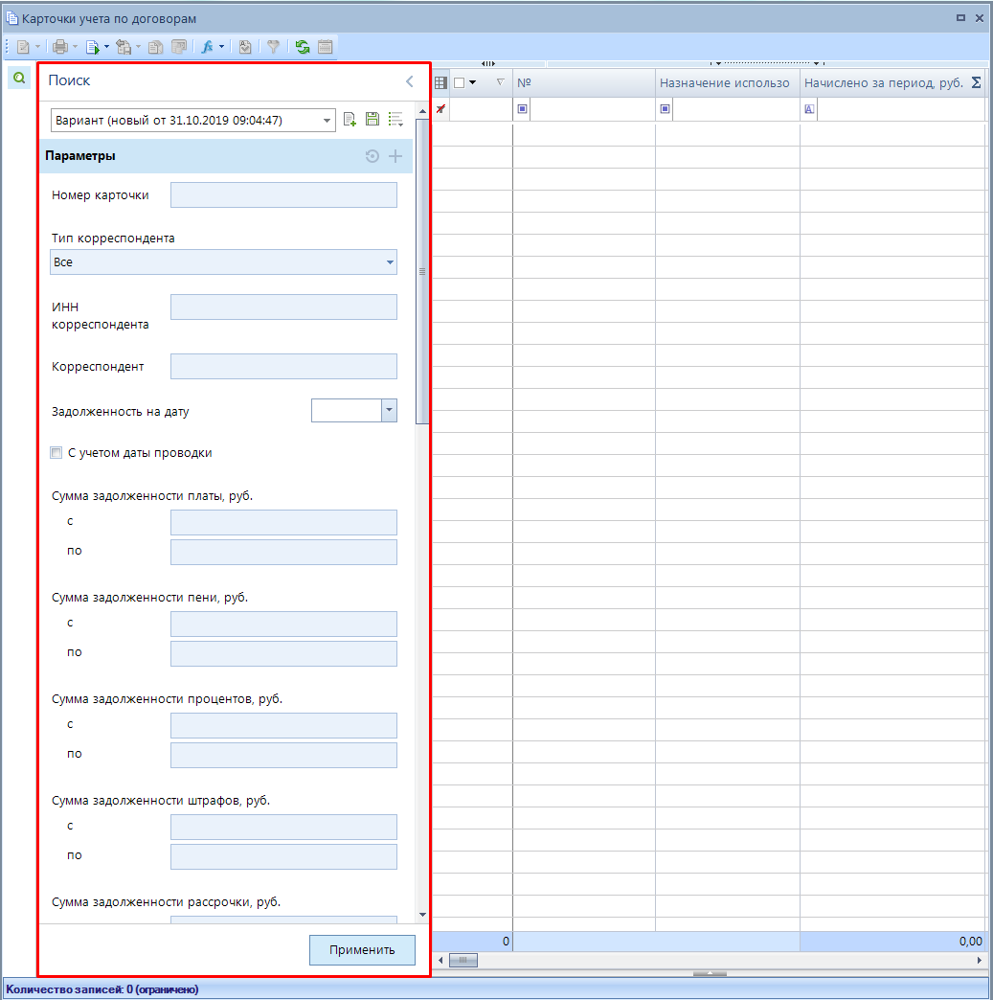 Карточки учета по договорам
Поиск
Вариант (новый от 31.10.2019 09:04:47)
Параметры
Номер карточки
Тип корреспондента
Все
ИНН
корреспондента
Корреспондент
Задолженность на дату
С учетом даты проводки
Сумма задолженности платы, руб.
с
по
Сумма задолженности пени, руб.
с
по
Сумма задолженности процентов, руб.
с
по
Сумма задолженности штрафов, руб.
с
по
Сумма задолженности рассрочки, руб.
Применить
№ Назначение использо Начислено за период, руб. Σ
0 0,00
Количество записей: 0 (ограничено)